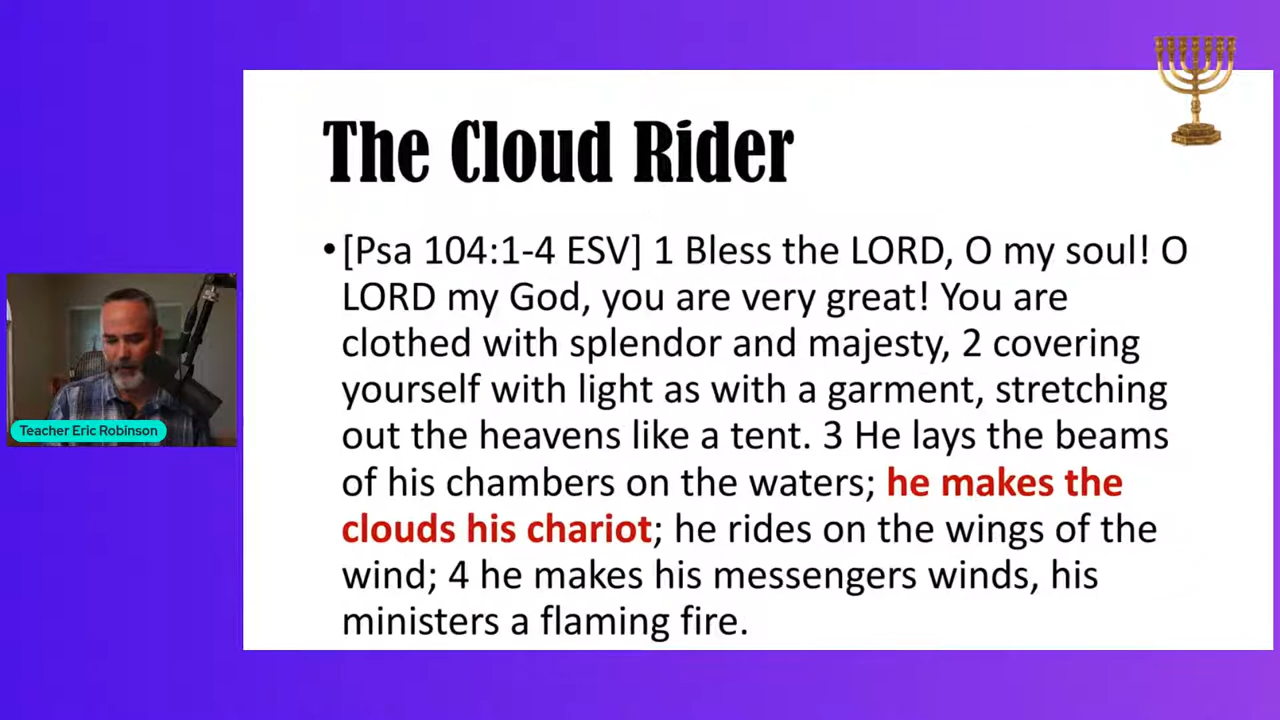 The Cloud Rider
•[Psa 104:1-4 ESV] 1 Bless the LORD, O my soul! O
LORD my God, you are very great! You are
clothed with splendor and majesty, 2 covering
yourself with light as with a garment, stretching
out the heavens like a tent. 3 He lays the beams
of his chambers on the waters; he makes the
clouds his chariot; he rides on the wings of the
wind; 4 he makes his messengers winds, his
ministers a flaming fire.
Teacher Eric Robinson